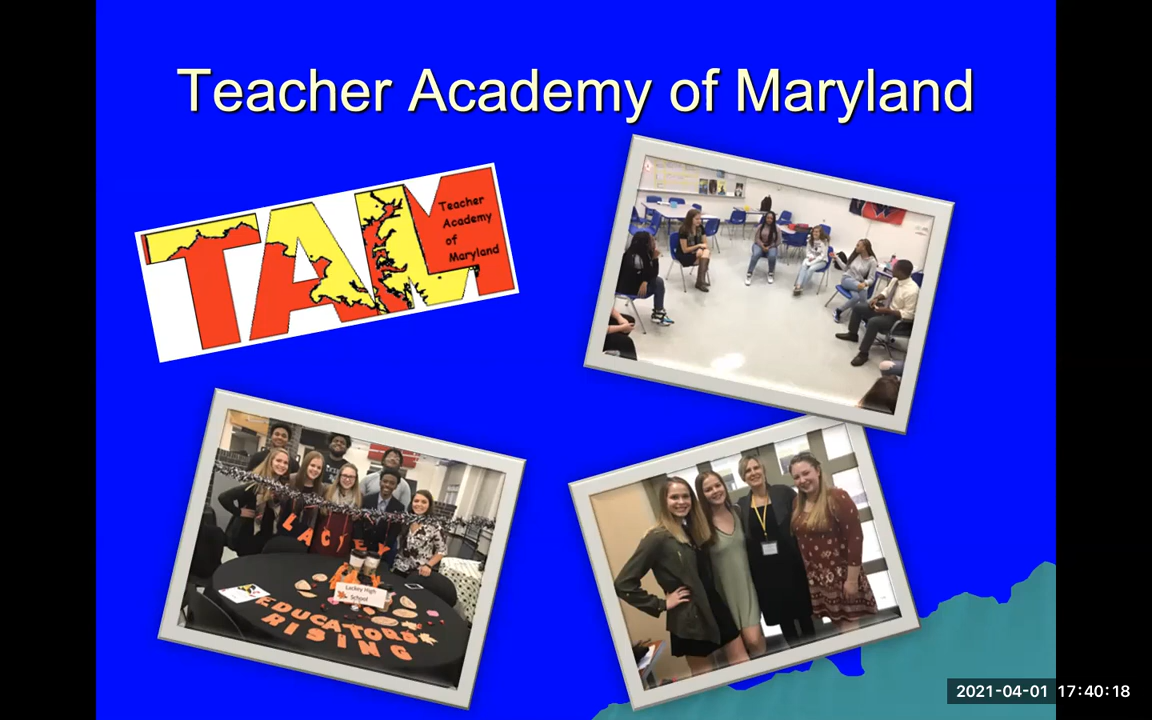 Teacher Academy of Maryland
TAM
Teacher
Academy
of
Maryland
LACKEY
Lackey High
School
EDUCATORS
RISING
2021-04-01 17:40:18